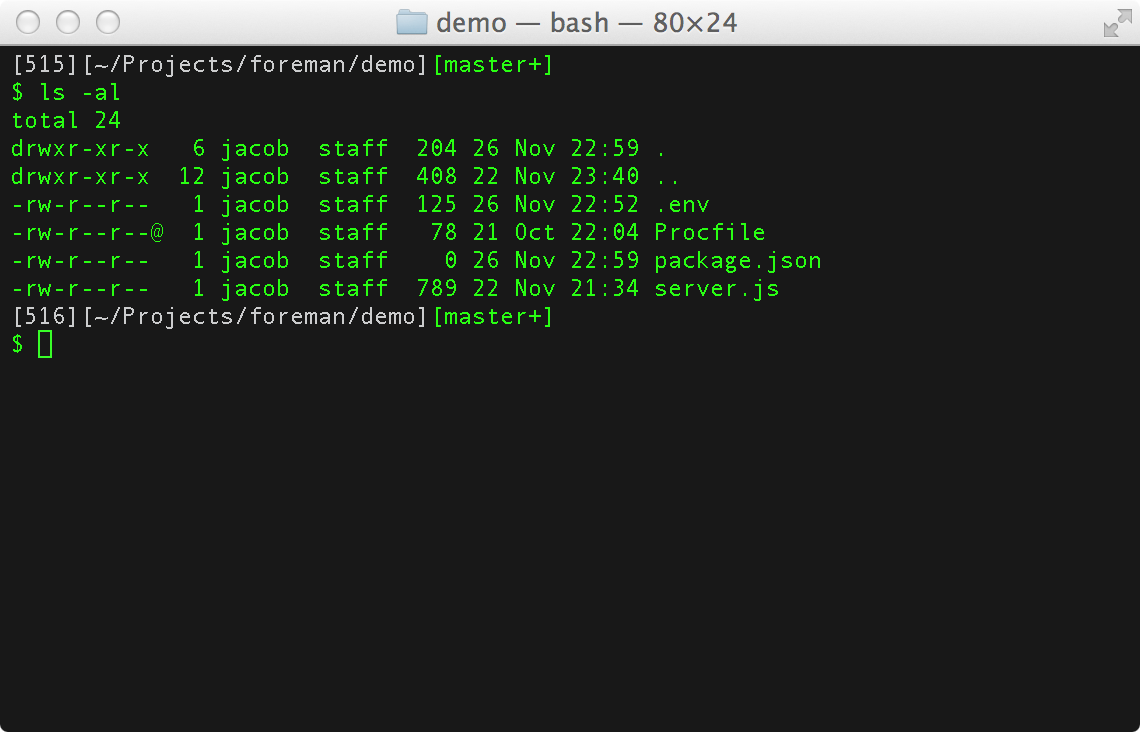 demo — bash — 80×24
[515][~/Projects/foreman/demo][master+]
$ ls -al
total 24
drwxr-xr-x   6 jacob  staff  204 26 Nov 22:59 .
drwxr-xr-x  12 jacob  staff  408 22 Nov 23:40 ..
-rw-r--r--   1 jacob  staff  125 26 Nov 22:52 .env
-rw-r--r--@  1 jacob  staff   78 21 Oct 22:04 Procfile
-rw-r--r--   1 jacob  staff    0 26 Nov 22:59 package.json
-rw-r--r--   1 jacob  staff  789 22 Nov 21:34 server.js
[516][~/Projects/foreman/demo][master+]
$